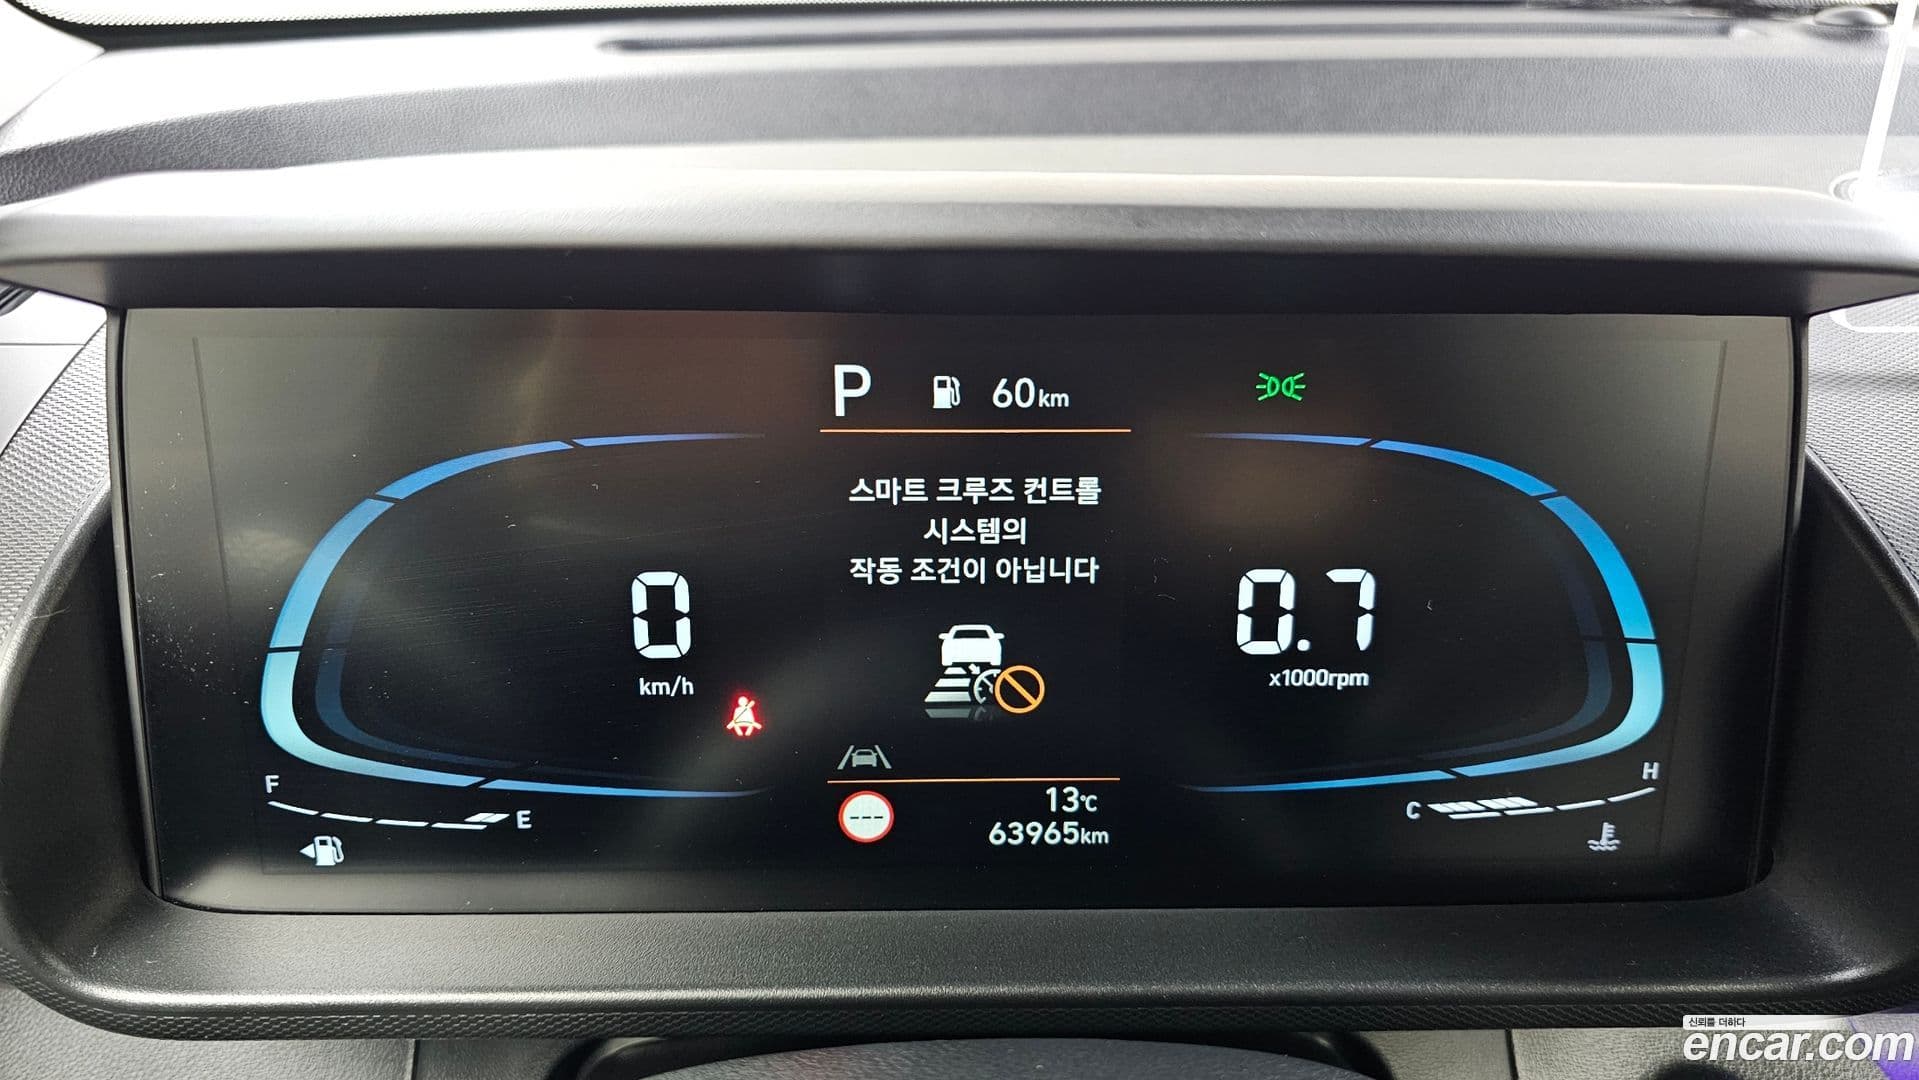 P 60km
스마트 크루즈 컨트롤
시스템의
작동 조건이 아닙니다
0
km/h
0.7
x1000rpm
F
E
---
13℃
63965km
C
H
신뢰를 더하다
encar.com